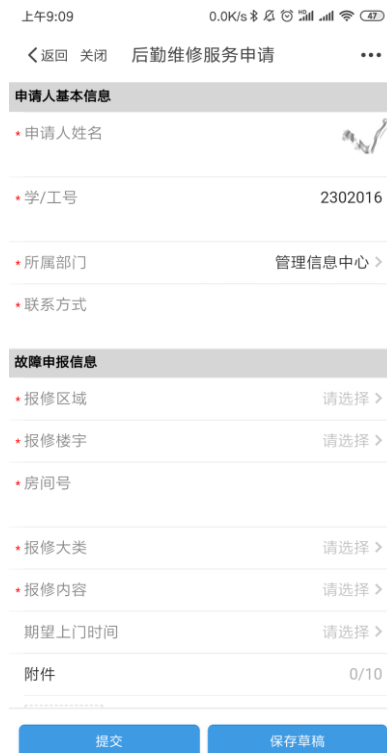 上午9:09 0.0K/s 47
返回 关闭 后勤维修服务申请
申请人基本信息
*申请人姓名
*学/工号 2302016
*所属部门 管理信息中心
*联系方式
故障申报信息
*报修区域 请选择
*报修楼宇 请选择
*房间号
*报修大类 请选择
*报修内容 请选择
期望上门时间 请选择
附件 0/10
提交 保存草稿